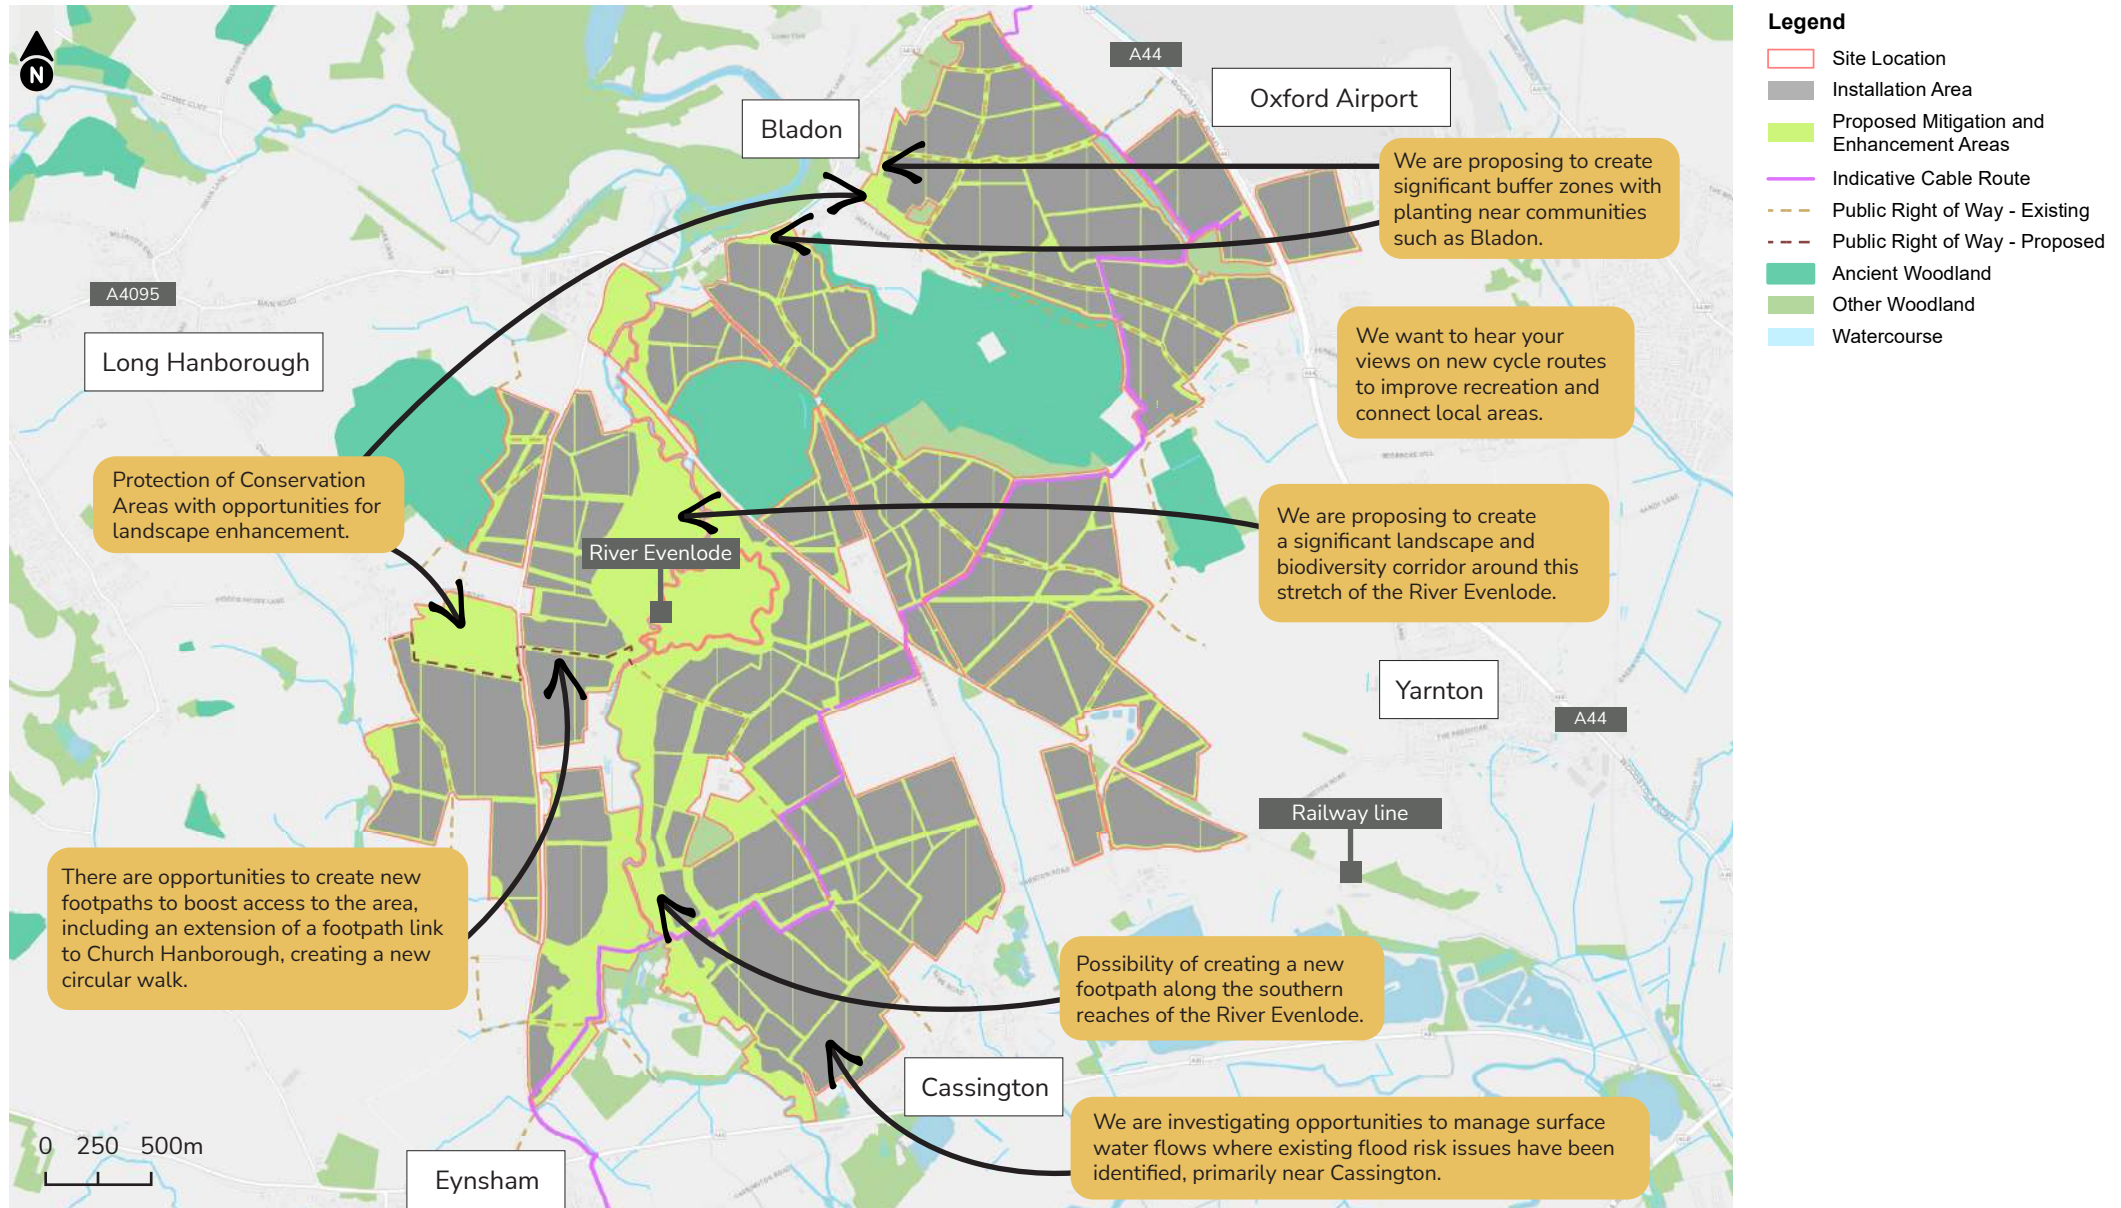 Legend
Site Location
Installation Area
Proposed Mitigation and
Enhancement Areas
Indicative Cable Route
Public Right of Way - Existing
Public Right of Way - Proposed
Ancient Woodland
Other Woodland
Watercourse
N
A44
Oxford Airport
Bladon
We are proposing to create
significant buffer zones with
planting near communities
such as Bladon.
A4095
Long Hanborough
We want to hear your
views on new cycle routes
to improve recreation and
connect local areas.
Protection of Conservation
Areas with opportunities for
landscape enhancement.
River Evenlode
We are proposing to create
a significant landscape and
biodiversity corridor around this
stretch of the River Evenlode.
Yarnton
A44
Railway line
There are opportunities to create new
footpaths to boost access to the area,
including an extension of a footpath link
to Church Hanborough, creating a new
circular walk.
Possibility of creating a new
footpath along the southern
reaches of the River Evenlode.
Cassington
We are investigating opportunities to manage surface
water flows where existing flood risk issues have been
identified, primarily near Cassington.
0 250 500m
Eynsham